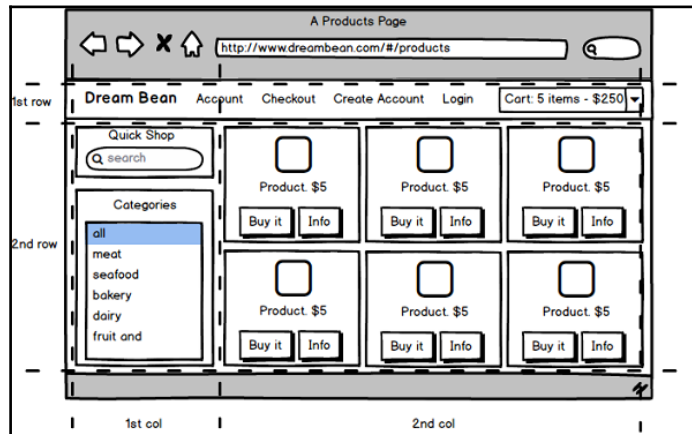 A Products Page
http://www.dreambean.com/#/products
1st row
Dream Bean Account Checkout Create Account Login Cart: 5 items - $250
Quick Shop
search
Categories
all
meat
seafood
bakery
dairy
fruit and
2nd row
Product. $5 Product. $5 Product. $5
Buy it Info Buy it Info Buy it Info
Product. $5 Product. $5 Product. $5
Buy it Info Buy it Info Buy it Info
1st col 2nd col